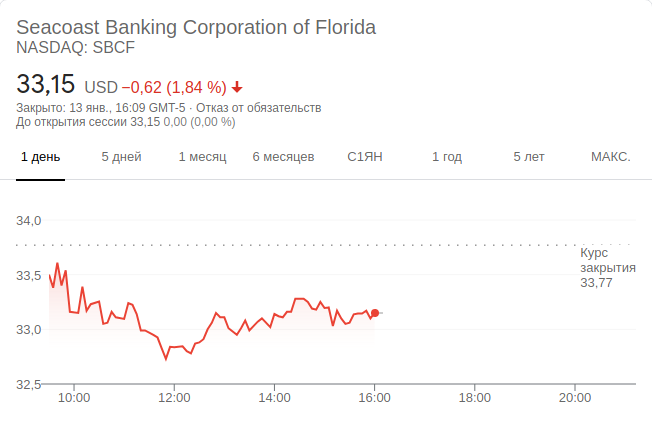 Seacoast Banking Corporation of Florida
NASDAQ: SBCF
33,15 USD −0,62 (1,84 %)
Закрыто: 13 янв., 16:09 GMT-5 · Отказ от обязательств
До открытия сессии 33,15 0,00 (0,00 %)
1 день 5 дней 1 месяц 6 месяцев С1ЯН 1 год 5 лет МАКС.
34,0
Курс
закрытия
33,77
33,5
33,0
32,5
10:00 12:00 14:00 16:00 18:00 20:00